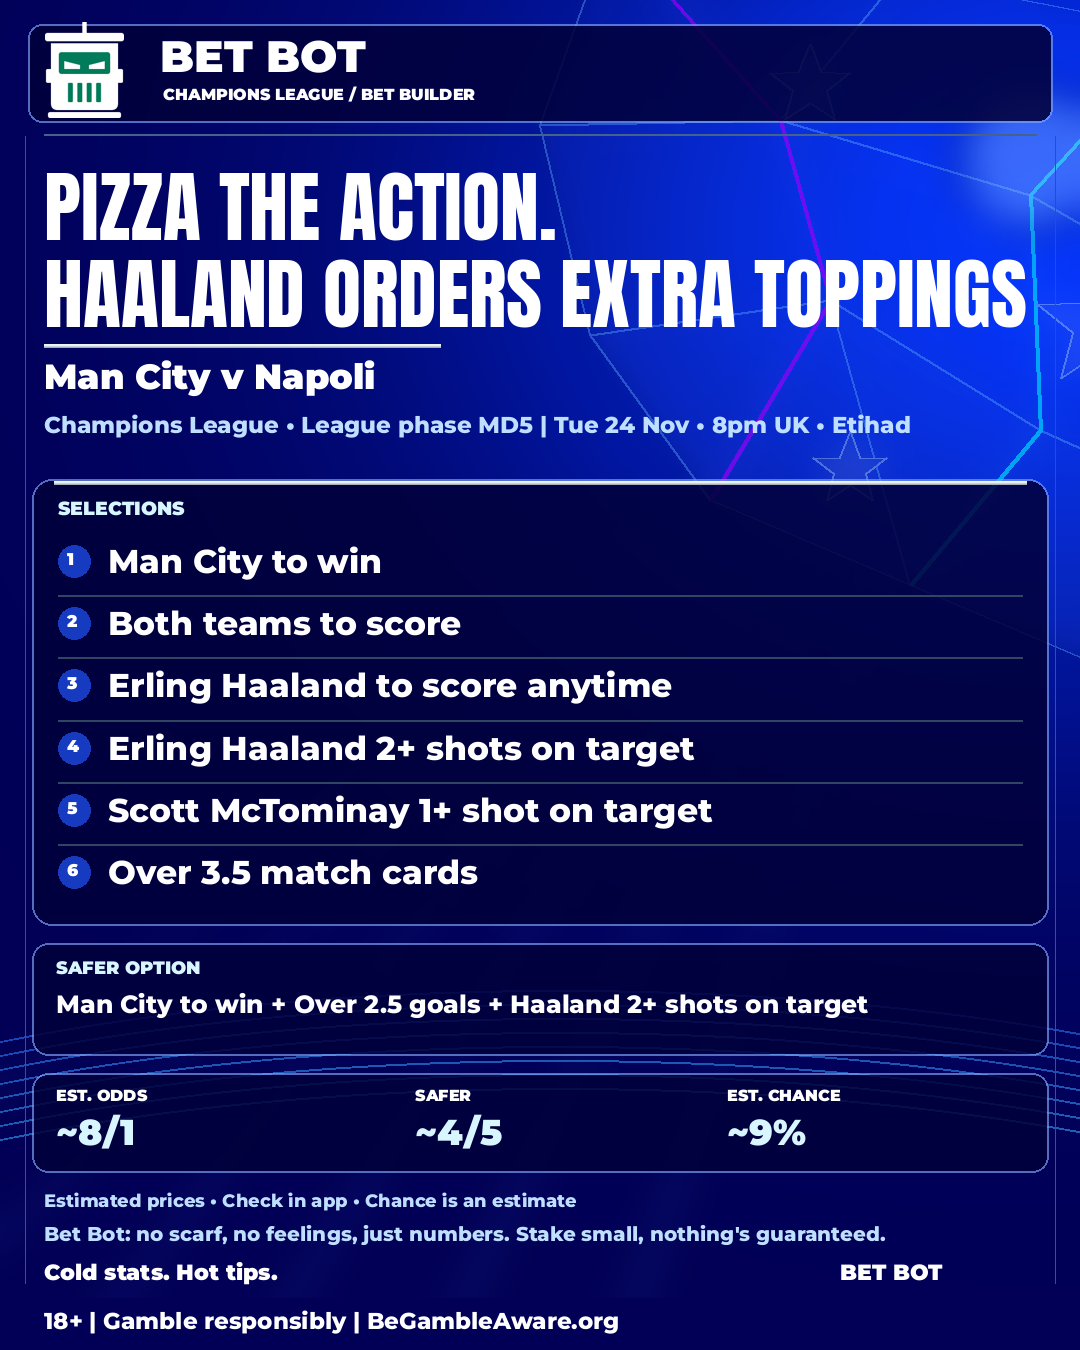 BET BOT
CHAMPIONS LEAGUE / BET BUILDER
PIZZA THE ACTION.
HAALAND ORDERS EXTRA TOPPINGS
Man City v Napoli
Champions League • League phase MD5 | Tue 24 Nov • 8pm UK • Etihad
SELECTIONS
1 Man City to win
2 Both teams to score
3 Erling Haaland to score anytime
4 Erling Haaland 2+ shots on target
5 Scott McTominay 1+ shot on target
6 Over 3.5 match cards
SAFER OPTION
Man City to win + Over 2.5 goals + Haaland 2+ shots on target
EST. ODDS SAFER EST. CHANCE
~8/1 ~4/5 ~9%
Estimated prices • Check in app • Chance is an estimate
Bet Bot: no scarf, no feelings, just numbers. Stake small, nothing's guaranteed.
Cold stats. Hot tips. BET BOT
18+ | Gamble responsibly | BeGambleAware.org